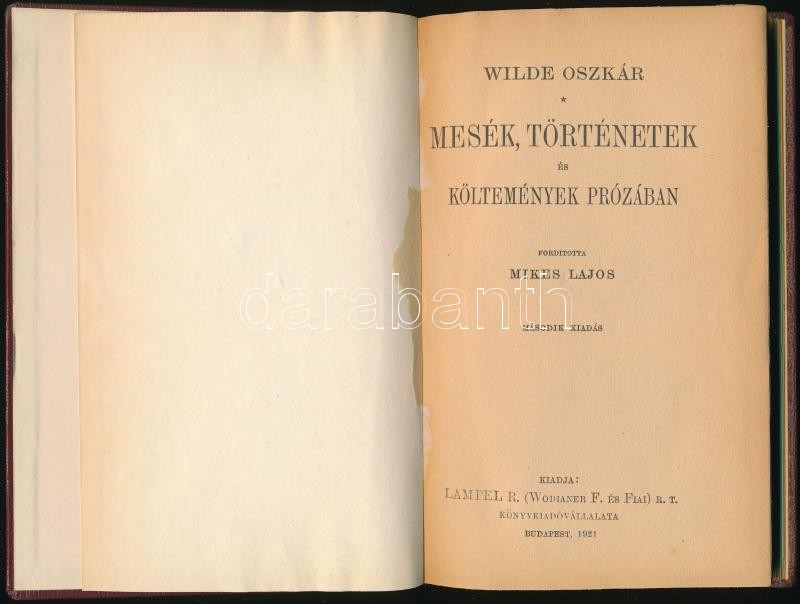 WILDE OSZKÁR
★
MESÉK, TÖRTÉNETEK
ÉS
KÖLTEMÉNYEK PRÓZÁBAN
FORDITOTTA
MIKES LAJOS
darabanth
MÁSODIK KIADÁS
KIADJA:
LAMPEL R. (WODIANER F. ÉS FIAI) R. T.
KÖNYVKIADÓVÁLLALATA
BUDAPEST, 1921